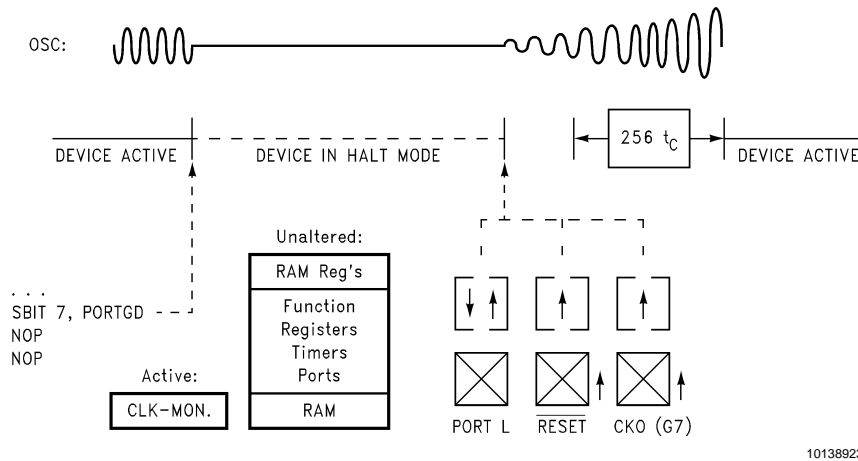 OSC:
256 tC
DEVICE ACTIVE
DEVICE IN HALT MODE
DEVICE ACTIVE
Unaltered:
RAM Reg's
Function
Registers
Timers
Ports
RAM
. . .
SBIT 7, PORTGD
NOP
NOP
Active:
CLK-MON.
PORT L
RESET
CKO (G7)
10138923